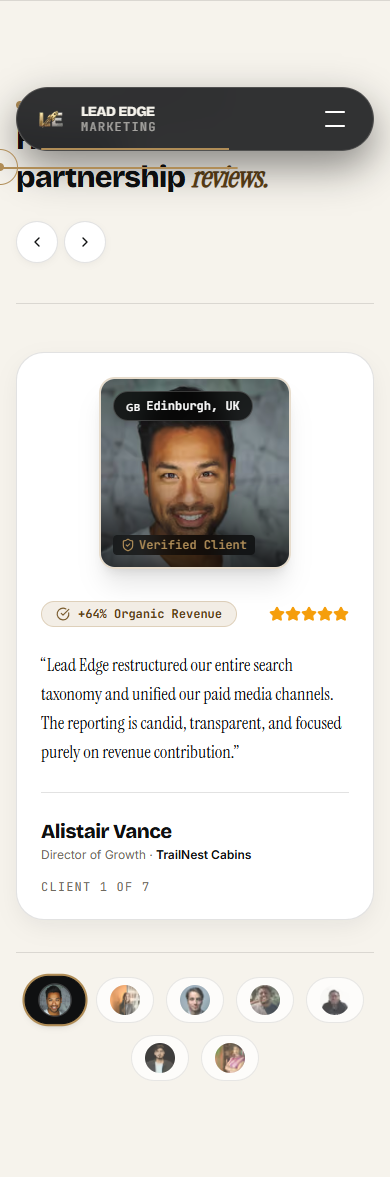 LE
LEAD EDGE
MARKETING
partnership reviews.
GB Edinburgh, UK
Verified Client
+64% Organic Revenue
“Lead Edge restructured our entire search
taxonomy and unified our paid media channels.
The reporting is candid, transparent, and focused
purely on revenue contribution.”
Alistair Vance
Director of Growth · TrailNest Cabins
CLIENT 1 OF 7